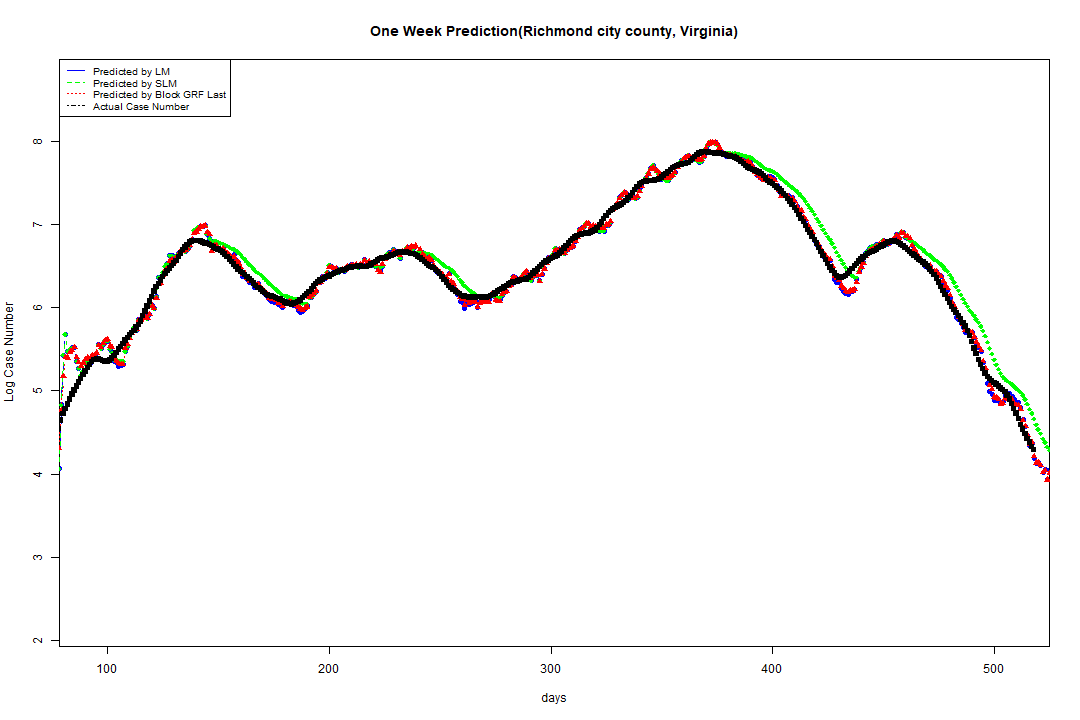 One Week Prediction(Richmond city county, Virginia)
Predicted by LM
Predicted by SLM
Predicted by Block GRF Last
Actual Case Number
8
7
6
5
4
3
2
Log Case Number
100 200 300 400 500
days